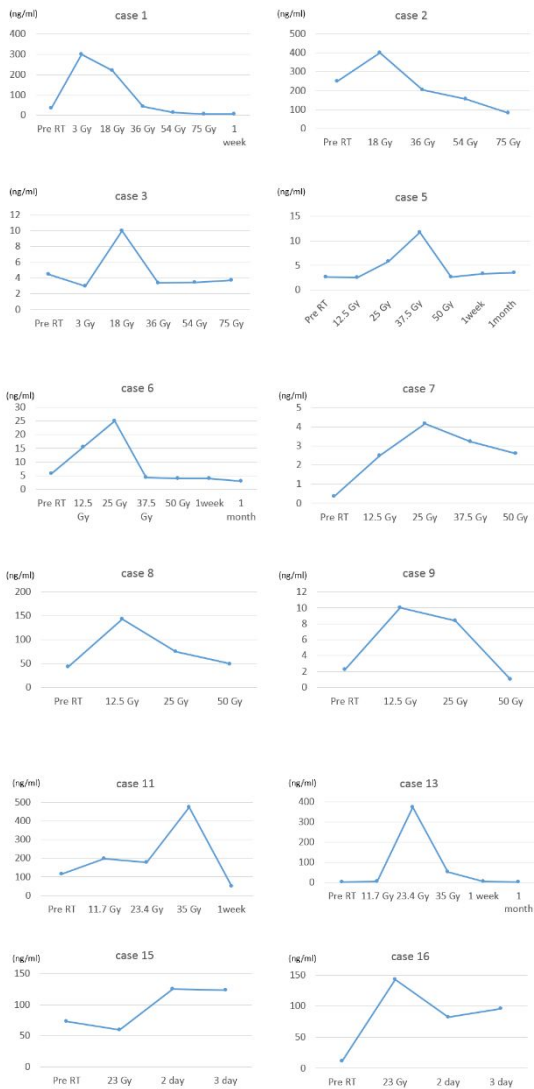 (ng/ml)
case 1
400
300
200
100
0
Pre RT 3 Gy 18 Gy 36 Gy 54 Gy 75 Gy 1
week
(ng/ml)
case 2
500
400
300
200
100
0
Pre RT 18 Gy 36 Gy 54 Gy 75 Gy
(ng/ml)
case 3
12
10
8
6
4
2
0
Pre RT 3 Gy 18 Gy 36 Gy 54 Gy 75 Gy
(ng/ml)
case 5
15
10
5
0
Pre RT 12.5 Gy 25 Gy 37.5 Gy 50 Gy 1week 1month
(ng/ml)
case 6
30
25
20
15
10
5
0
Pre RT 12.5 25 Gy 37.5 50 Gy 1week 1
Gy Gy month
(ng/ml)
case 7
5
4
3
2
1
0
Pre RT 12.5 Gy 25 Gy 37.5 Gy 50 Gy
(ng/ml)
case 8
200
150
100
50
0
Pre RT 12.5 Gy 25 Gy 50 Gy
(ng/ml)
case 9
12
10
8
6
4
2
0
Pre RT 12.5 Gy 25 Gy 50 Gy
(ng/ml)
case 11
500
400
300
200
100
0
Pre RT 11.7 Gy 23.4 Gy 35 Gy 1week
(ng/ml)
case 13
400
300
200
100
0
Pre RT 11.7 Gy 23.4 Gy 35 Gy 1 week 1
month
(ng/ml)
case 15
150
100
50
0
Pre RT 23 Gy 2 day 3 day
(ng/ml)
case 16
150
100
50
0
Pre RT 23 Gy 2 day 3 day